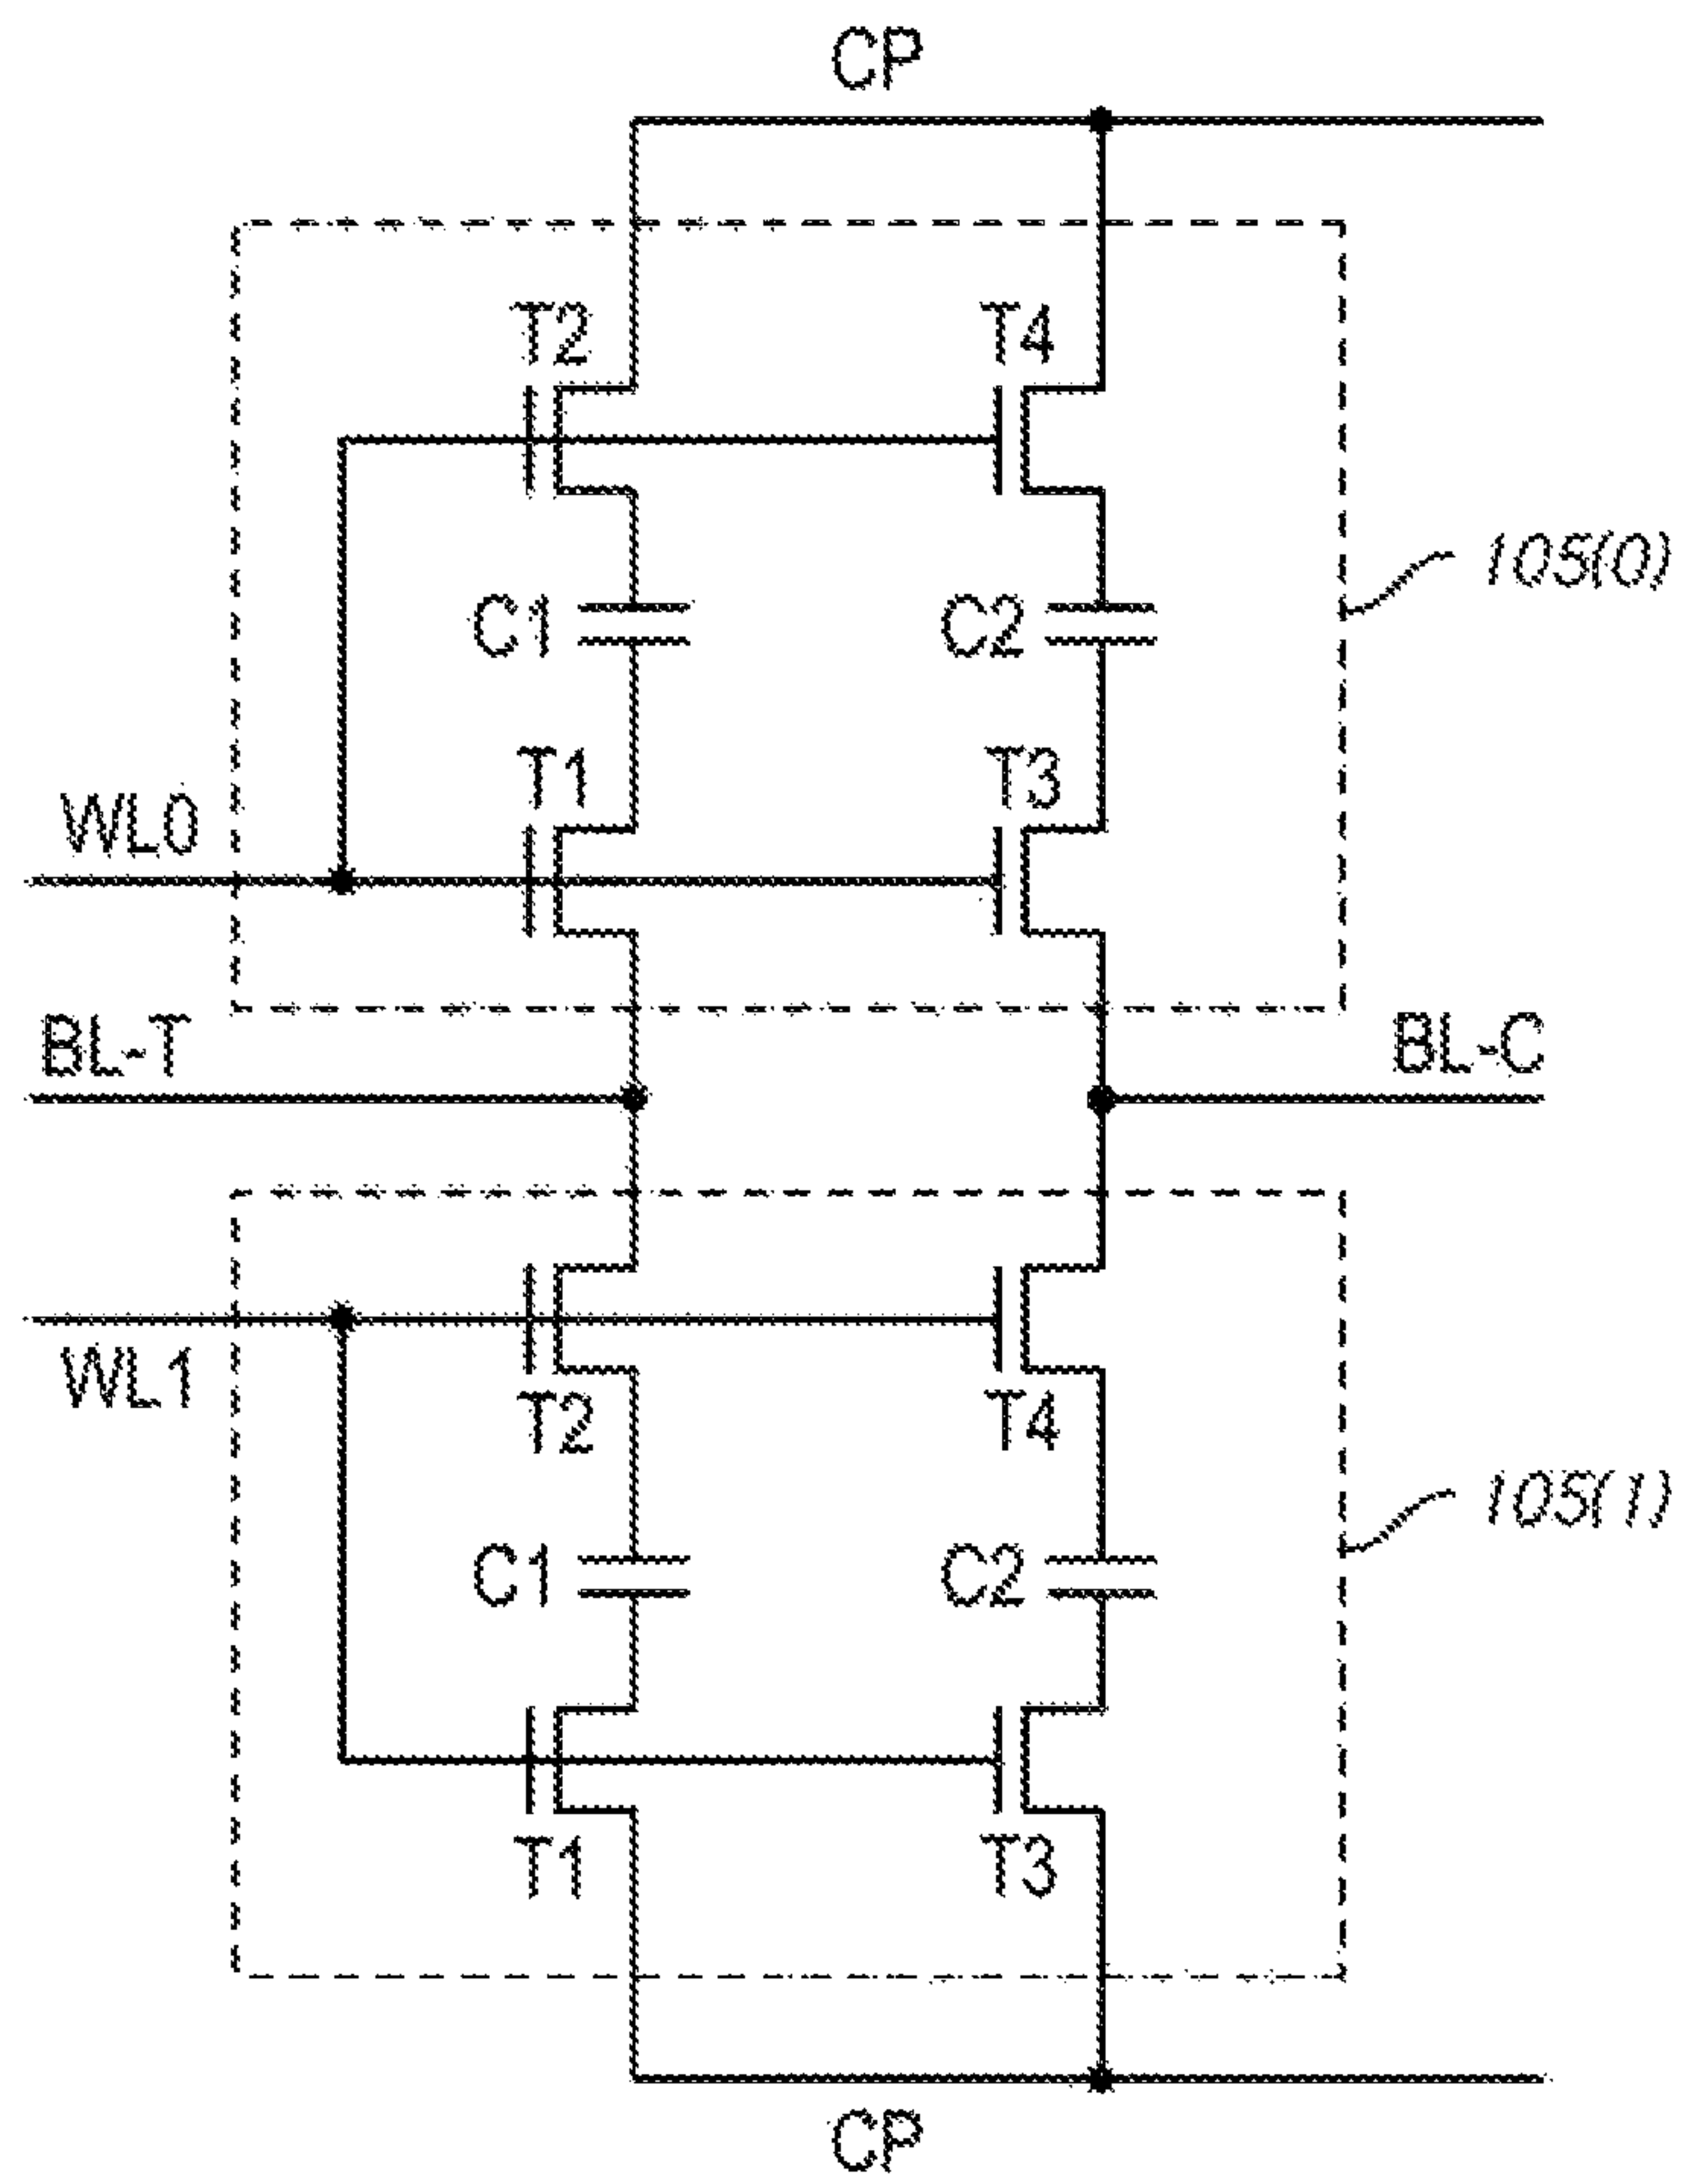 CP
T2 T4
C1 C2
105(0)
T1 T3
WL0
BL-T BL-C
WL1
T2 T4
105(1)
C1 C2
T1 T3
CP